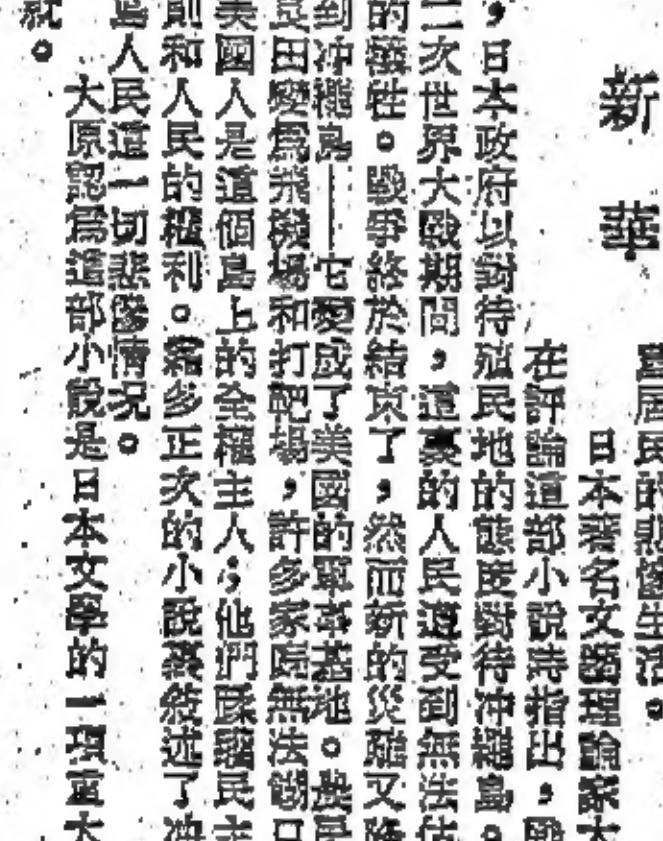 新華
島居民的悲慘生活。
日本著名文藝理論家大
在評論這部小說時指出,戰
,日本政府以對待殖民地的態度對待冲繩島。
二次世界大戰期間,這裏的人民遭受到無法估
的犧牲。戰爭終於結束了,然而新的災難又降
到冲繩島——它變成了美國的軍事基地。農民
良田變爲飛機場和打靶場,許多家庭無法餬口
美國人是這個島上的全權主人;他們蹂躪民主
則和人民的權利。霜多正次的小說裏敍述了冲
島人民這一切悲慘情況。
大原認爲這部小說是日本文學的一項重大
就。